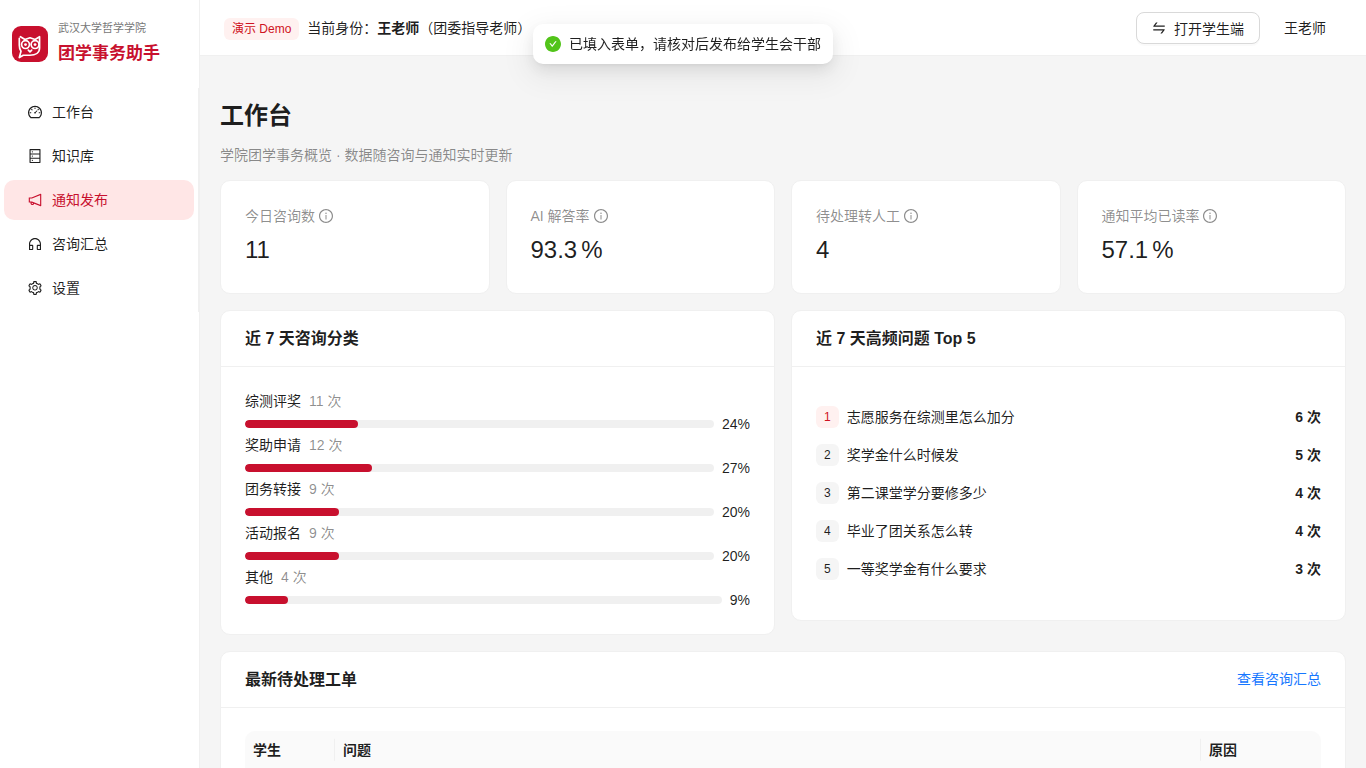 武汉大学哲学学院
团学事务助手
工作台
知识库
通知发布
咨询汇总
设置
演示 Demo 当前身份：王老师（团委指导老师）
已填入表单，请核对后发布给学生会干部
打开学生端
王老师
工作台
学院团学事务概览 · 数据随咨询与通知实时更新
今日咨询数
11
AI 解答率
93.3 %
待处理转人工
4
通知平均已读率
57.1 %
近 7 天咨询分类
综测评奖 11 次
24%
奖助申请 12 次
27%
团务转接 9 次
20%
活动报名 9 次
20%
其他 4 次
9%
近 7 天高频问题 Top 5
1 志愿服务在综测里怎么加分 6 次
2 奖学金什么时候发 5 次
3 第二课堂学分要修多少 4 次
4 毕业了团关系怎么转 4 次
5 一等奖学金有什么要求 3 次
最新待处理工单
查看咨询汇总
学生 问题 原因